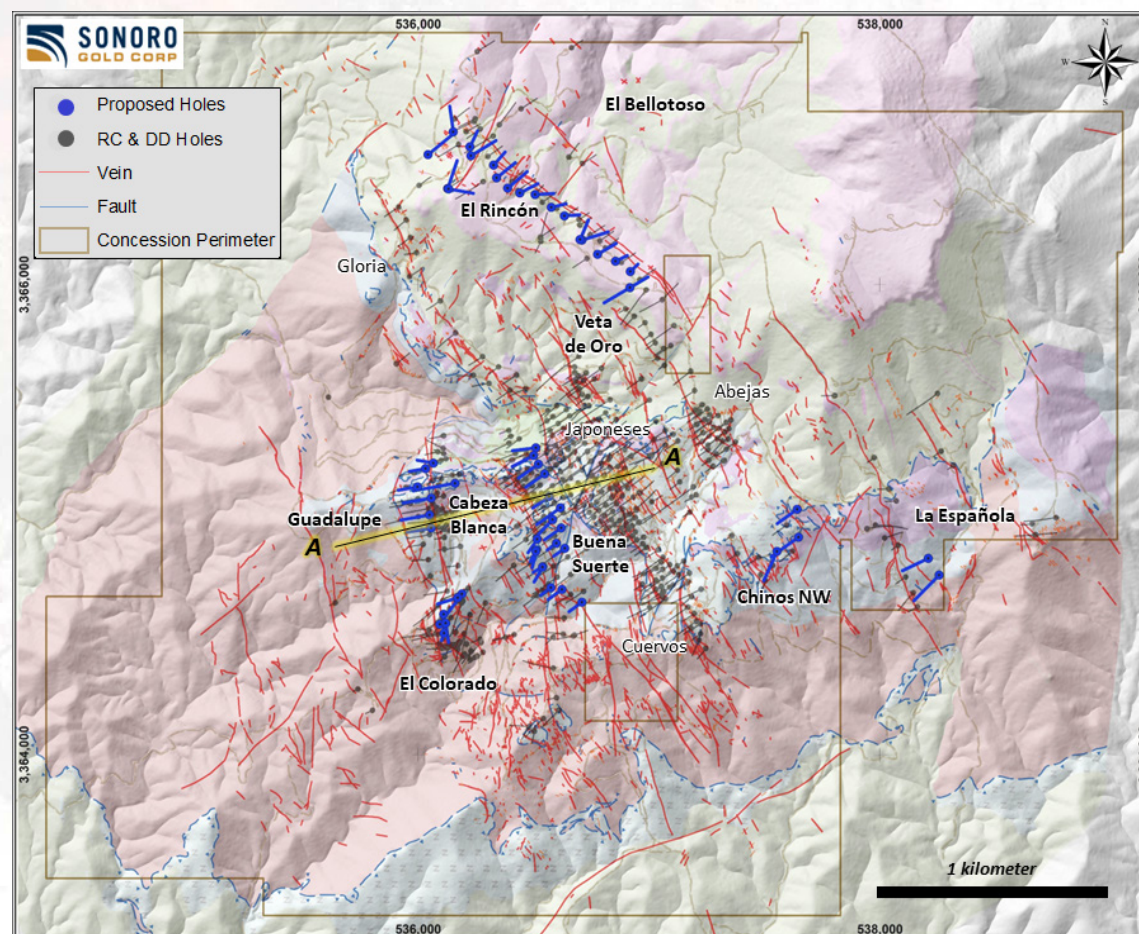 SONORO
GOLD CORP
536,000
538,000
N
W
S
Proposed Holes
RC & DD Holes
Vein
Fault
Concession Perimeter
El Bellotoso
El Rincón
Gloria
3,366,000
Veta
de Oro
Abejas
Japoneses
A
Cabeza
Blanca
Guadalupe
A
La Española
Buena
Suerte
Chinos NW
Cuervos
El Colorado
3,364,000
1 kilometer
536,000
538,000